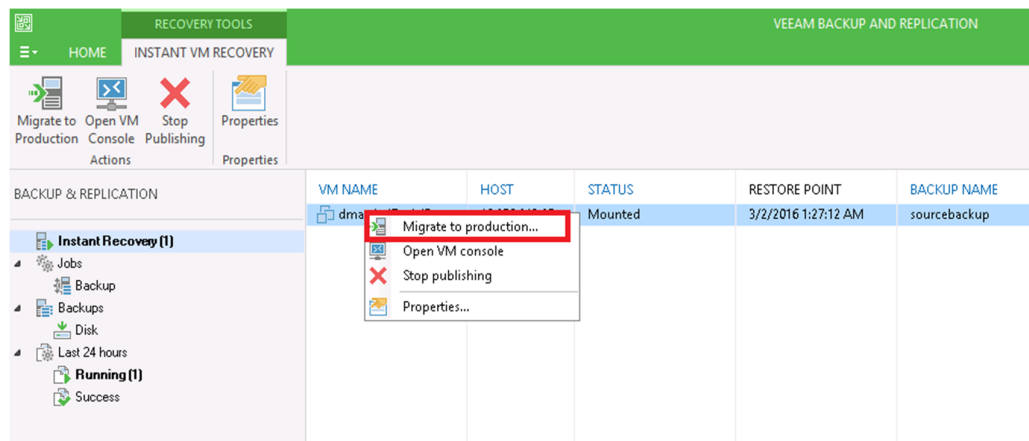 RECOVERY TOOLS
VEEAM BACKUP AND REPLICATION
HOME
INSTANT VM RECOVERY
Migrate to Production
Open VM Console
Stop Publishing
Properties
Actions
Properties
BACKUP & REPLICATION
VM NAME HOST STATUS RESTORE POINT BACKUP NAME
Mounted 3/2/2016 1:27:12 AM sourcebackup
Migrate to production...
Open VM console
Stop publishing
Properties...
Instant Recovery (1)
Jobs
Backup
Backups
Disk
Last 24 hours
Running (1)
Success